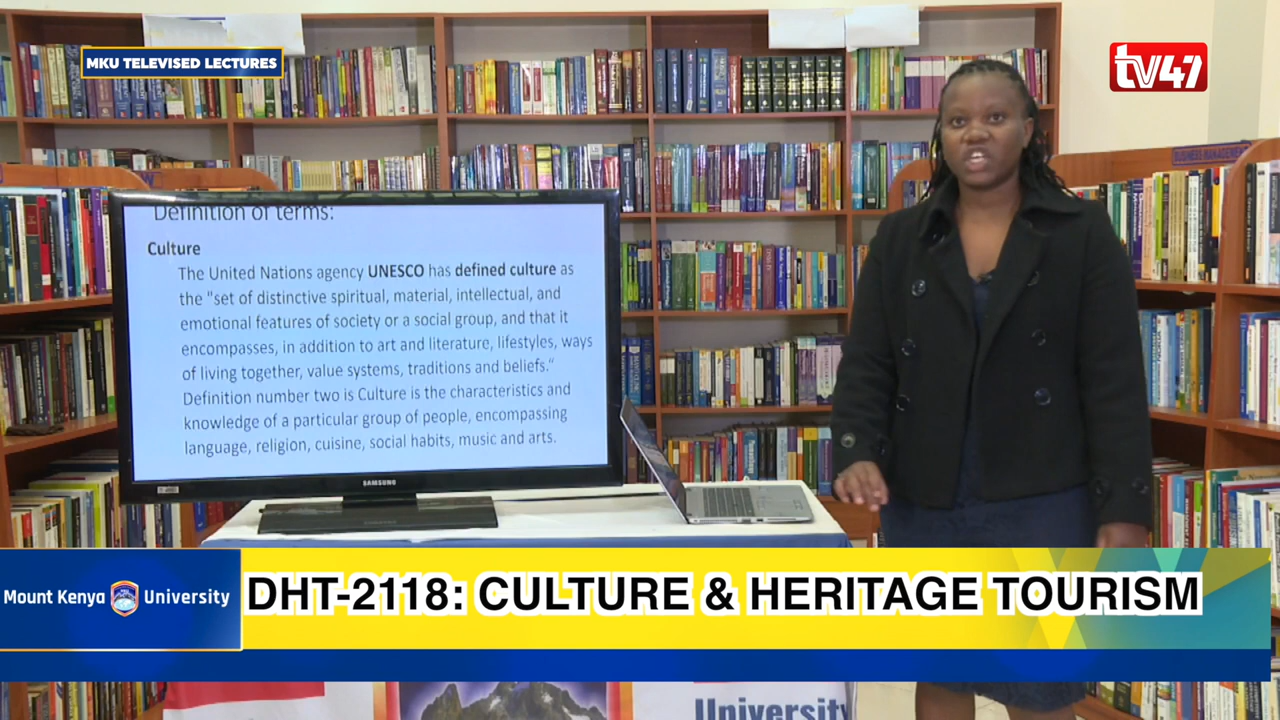 MKU TELEVISED LECTURES
tv47
BUSINESS MANAGEMENT
Definition of terms:
Culture
The United Nations agency UNESCO has defined culture as
the "set of distinctive spiritual, material, intellectual, and
emotional features of society or a social group, and that it
encompasses, in addition to art and literature, lifestyles, ways
of living together, value systems, traditions and beliefs.“
Definition number two is Culture is the characteristics and
knowledge of a particular group of people, encompassing
language, religion, cuisine, social habits, music and arts.
SAMSUNG
Mount Kenya University
DHT-2118: CULTURE & HERITAGE TOURISM
University